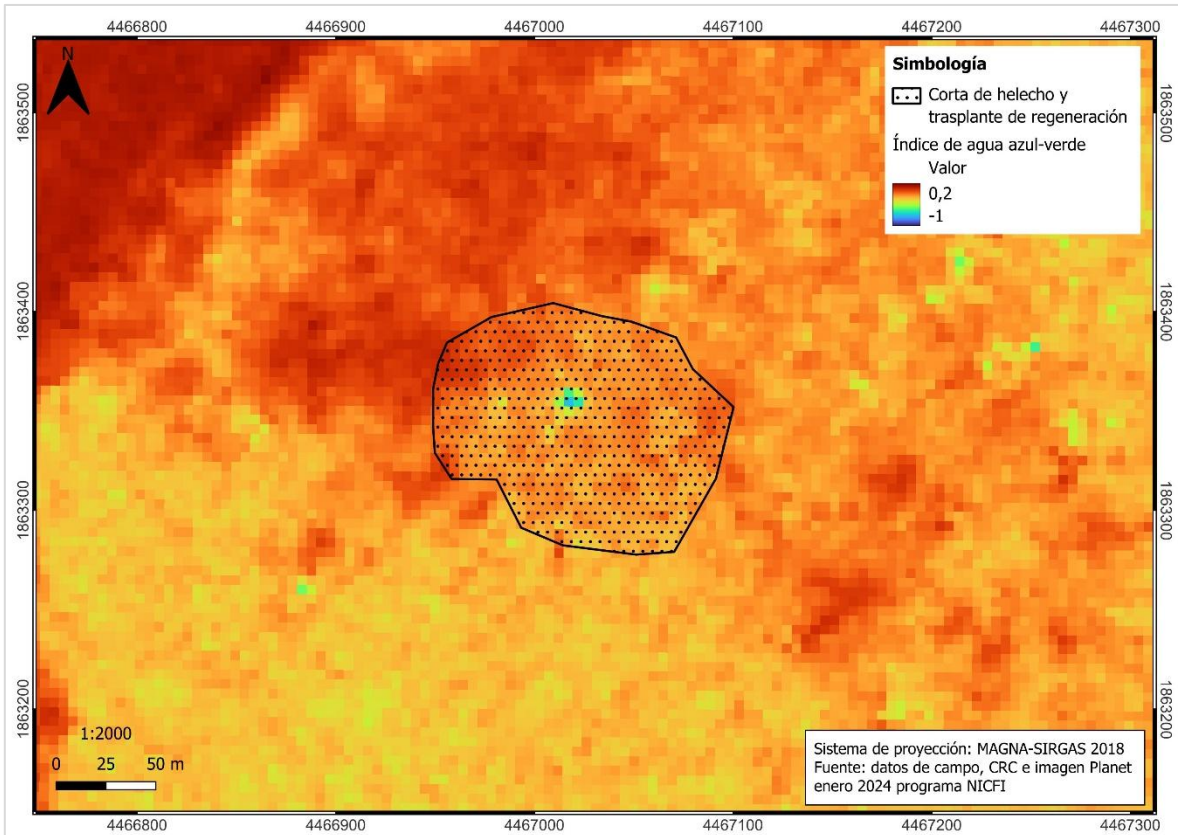 4466800 4466900 4467000 4467100 4467200 4467300
N
Simbología
Corta de helecho y
trasplante de regeneración
Índice de agua azul-verde
Valor
0,2
-1
1863500 1863500
1863400 1863400
1863300 1863300
1863200 1863200
1:2000
0 25 50 m
Sistema de proyección: MAGNA-SIRGAS 2018
Fuente: datos de campo, CRC e imagen Planet
enero 2024 programa NICFI
4466800 4466900 4467000 4467100 4467200 4467300